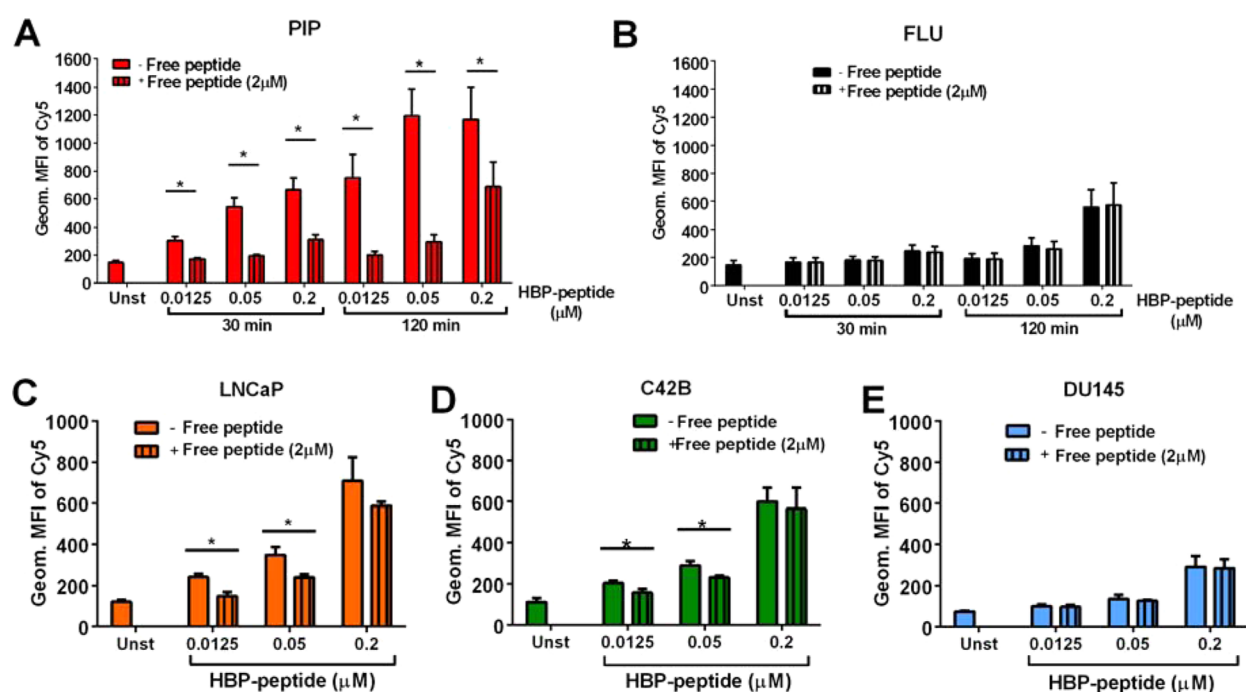 A
PIP
- Free peptide
+ Free peptide (2μM)
Geom. MFI of Cy5
1600
1400
1200
1000
800
600
400
200
0
* * * * * *
Unst 0.0125 0.05 0.2 0.0125 0.05 0.2 HBP-peptide
(μM)
30 min 120 min
B
FLU
- Free peptide
+Free peptide (2μM)
Geom. MFI of Cy5
1600
1400
1200
1000
800
600
400
200
0
Unst 0.0125 0.05 0.2 0.0125 0.05 0.2 HBP-peptide
(μM)
30 min 120 min
C
LNCaP
- Free peptide
+ Free peptide (2μM)
Geom. MFI of Cy5
1000
800
600
400
200
0
* *
Unst 0.0125 0.05 0.2
HBP-peptide (μM)
D
C42B
- Free peptide
+Free peptide (2μM)
Geom. MFI of Cy5
1000
800
600
400
200
0
* *
Unst 0.0125 0.05 0.2
HBP-peptide (μM)
E
DU145
- Free peptide
+ Free peptide (2μM)
Geom. MFI of Cy5
1000
800
600
400
200
0
Unst 0.0125 0.05 0.2
HBP-peptide (μM)